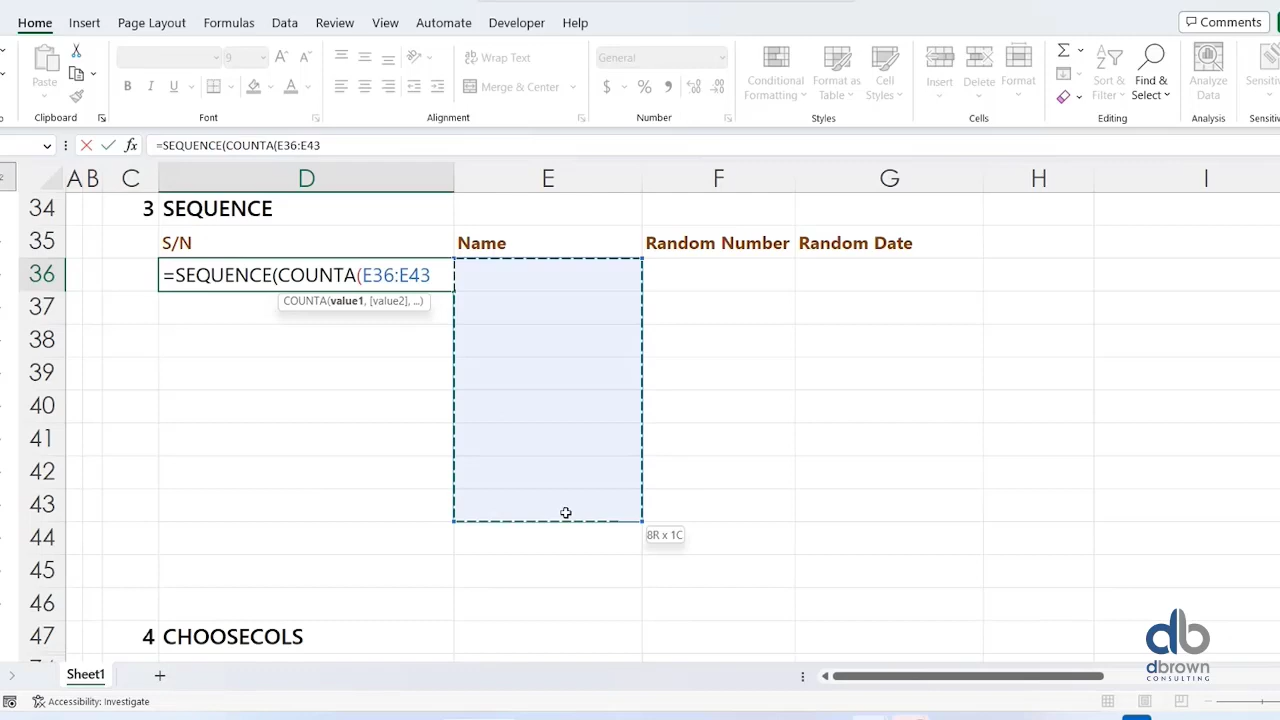 Home Insert Page Layout Formulas Data Review View Automate Developer Help Comments
Paste
Clipboard
9
B I U
Font
Wrap Text
Merge & Center
Alignment
General
$ %
Number
Conditional Formatting
Format as Table
Cell Styles
Styles
Insert
Delete
Format
Cells
Sort & Filter
Find & Select
Editing
Analyze Data
Analysis
fx =SEQUENCE(COUNTA(E36:E43
A B C D E F G H I
34 3 SEQUENCE
35 S/N Name Random Number Random Date
36 =SEQUENCE(COUNTA(E36:E43
COUNTA(value1, [value2], ...)
37
38
39
40
41
42
43
44 8R x 1C
45
46
47 4 CHOOSECOLS
db
dbrown
CONSULTING
Sheet1
Accessibility: Investigate